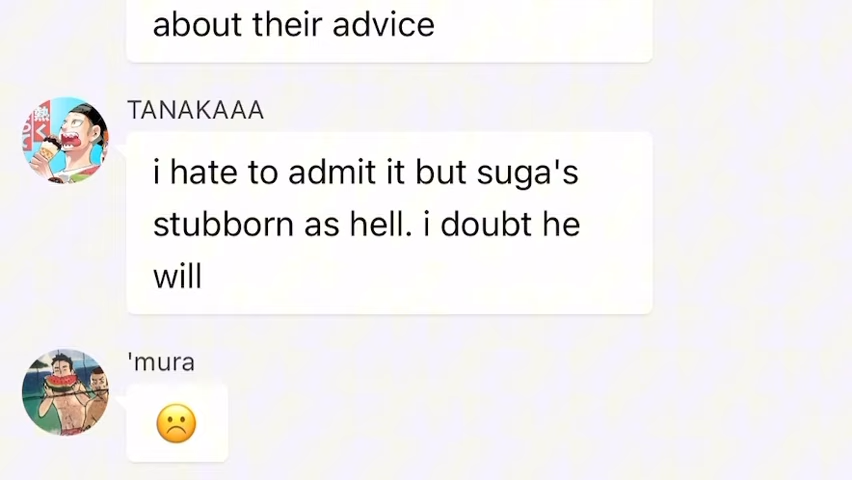 about their advice
TANAKAAA
i hate to admit it but suga's
stubborn as hell. i doubt he
will
'mura
☹️